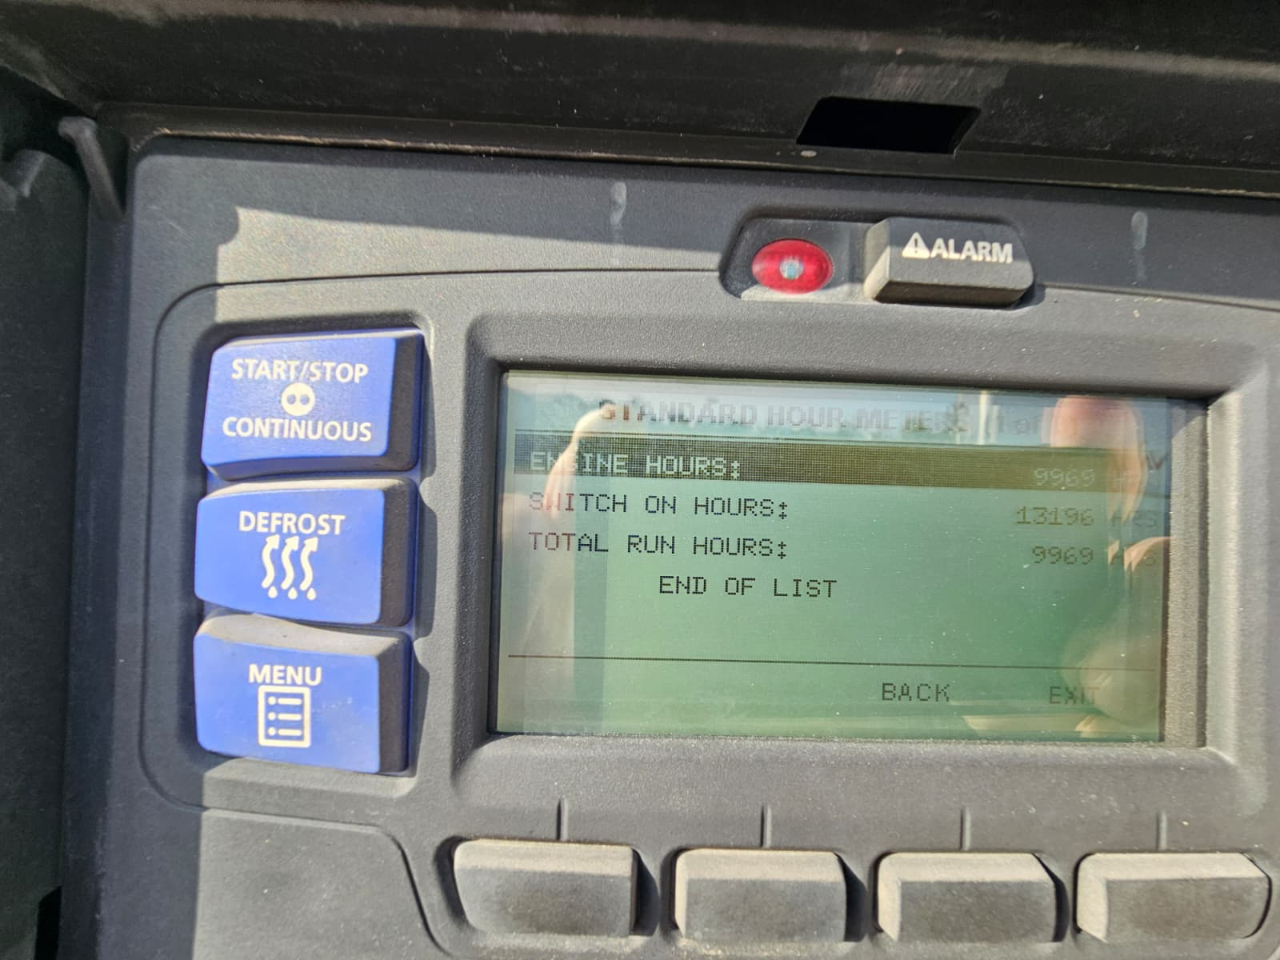 ALARM
START/STOP
CONTINUOUS
DEFROST
MENU
STANDARD HOUR METERS
ENGINE HOURS: 9969
SWITCH ON HOURS: 13196
TOTAL RUN HOURS: 9969
END OF LIST
BACK EXIT